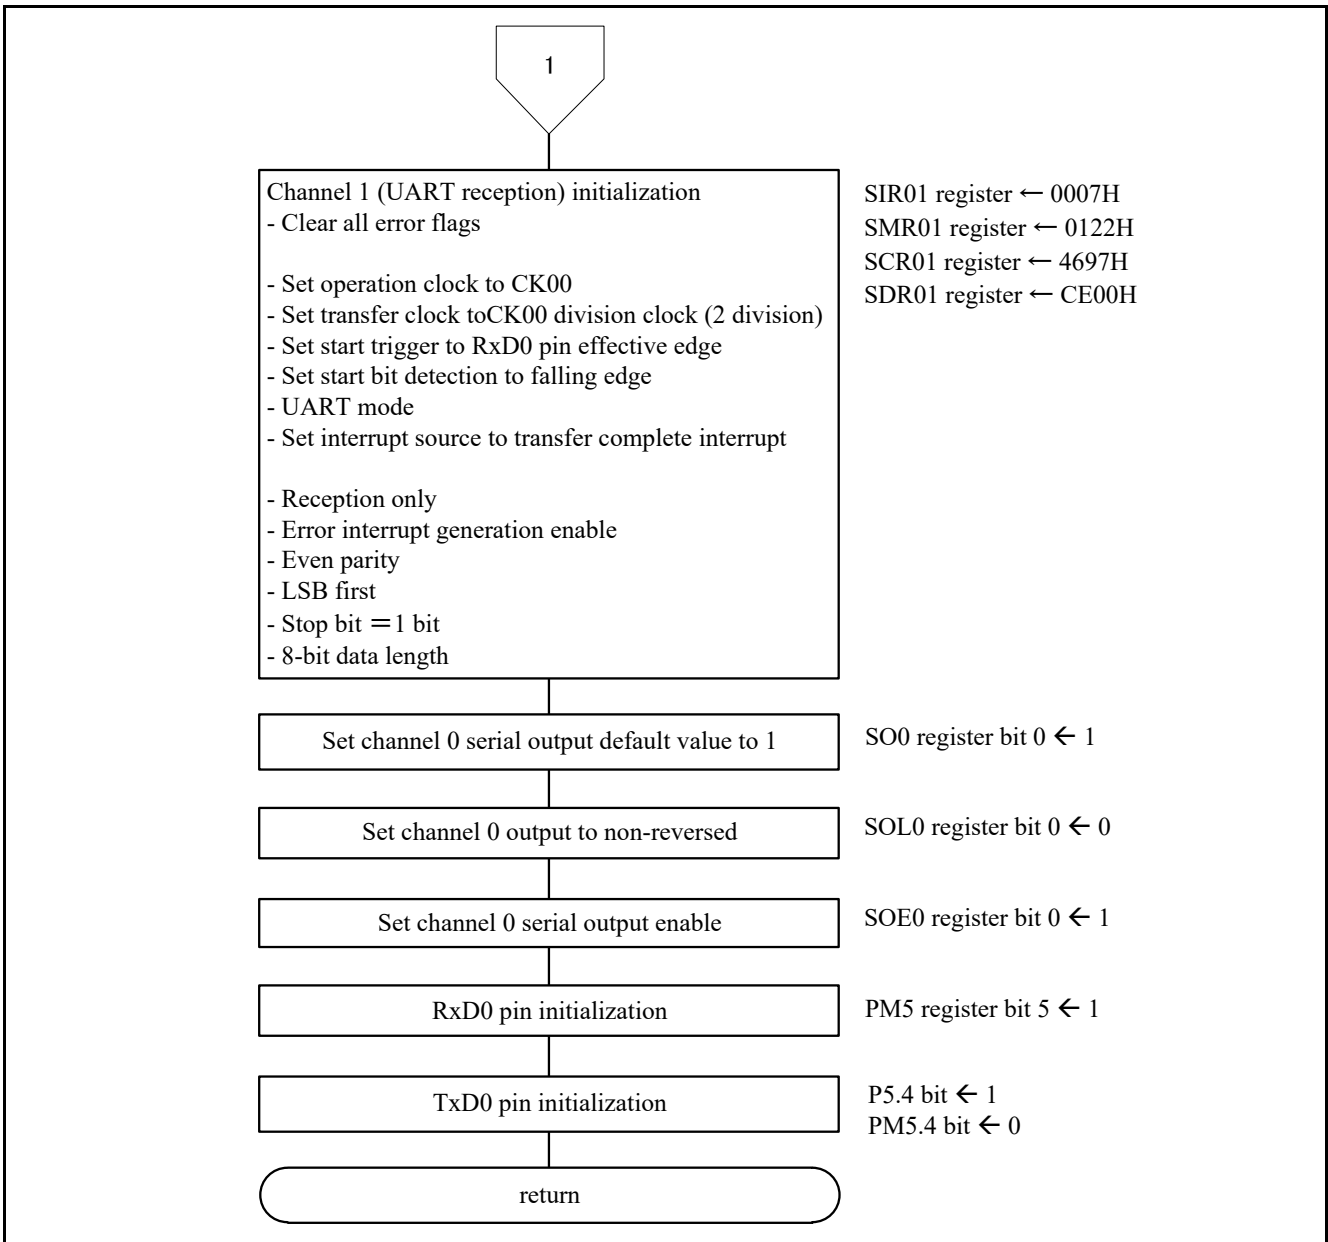 1
Channel 1 (UART reception) initialization
- Clear all error flags
- Set operation clock to CK00
- Set transfer clock toCK00 division clock (2 division)
- Set start trigger to RxD0 pin effective edge
- Set start bit detection to falling edge
- UART mode
- Set interrupt source to transfer complete interrupt
- Reception only
- Error interrupt generation enable
- Even parity
- LSB first
- Stop bit ＝1 bit
- 8-bit data length
SIR01 register ← 0007H
SMR01 register ← 0122H
SCR01 register ← 4697H
SDR01 register ← CE00H
Set channel 0 serial output default value to 1
SO0 register bit 0 ← 1
Set channel 0 output to non-reversed
SOL0 register bit 0 ← 0
Set channel 0 serial output enable
SOE0 register bit 0 ← 1
RxD0 pin initialization
PM5 register bit 5 ← 1
TxD0 pin initialization
P5.4 bit ← 1
PM5.4 bit ← 0
return